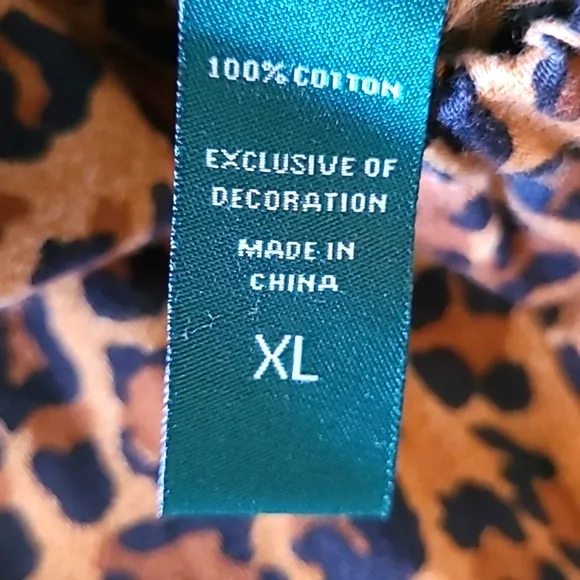 100% COTTON
EXCLUSIVE OF
DECORATION
MADE IN
CHINA
XL